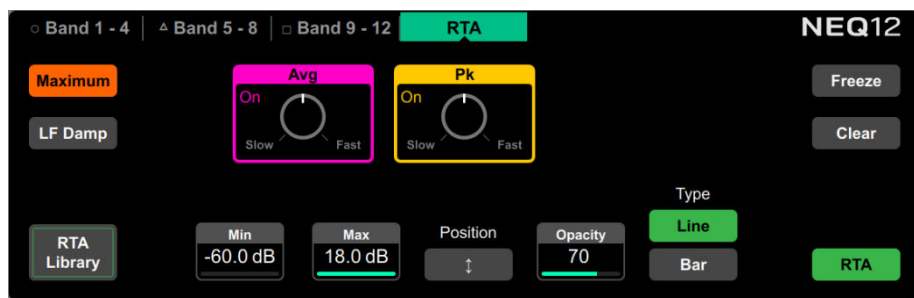 ○ Band 1 - 4 △ Band 5 - 8 □ Band 9 - 12 RTA NEQ12
Maximum Avg Pk Freeze
On On
LF Damp Slow Fast Slow Fast Clear
Type
Min Max Position Opacity Line
RTA Library -60.0 dB 18.0 dB ↕ 70 Bar RTA